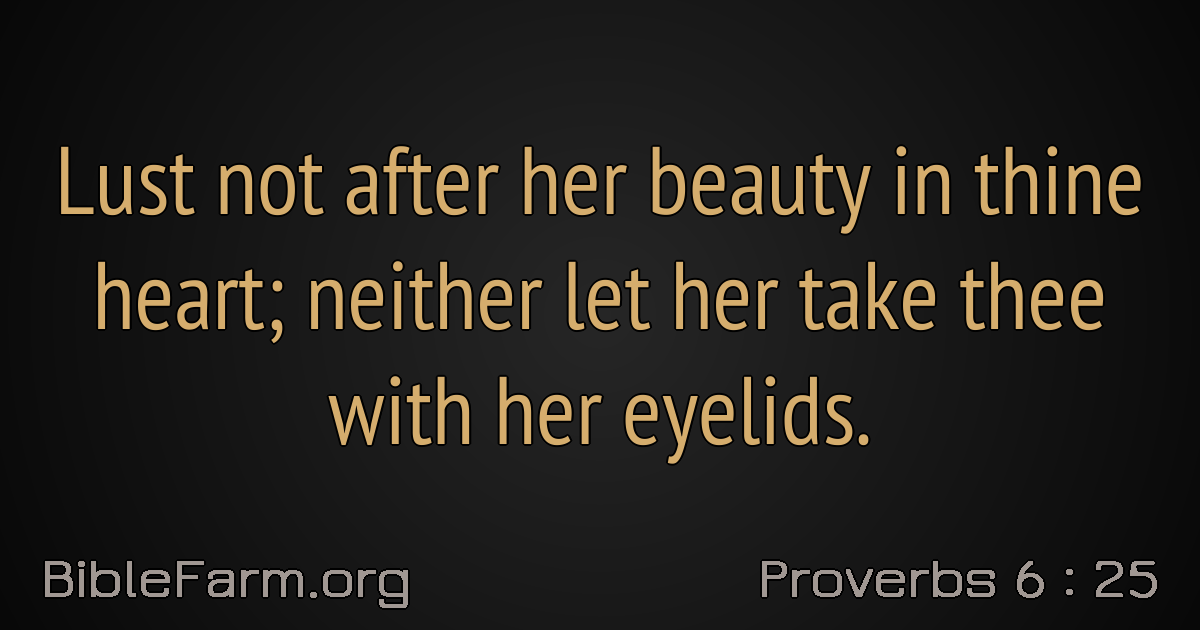 Lust not after her beauty in thine
heart; neither let her take thee
with her eyelids.
BibleFarm.org
Proverbs 6 : 25